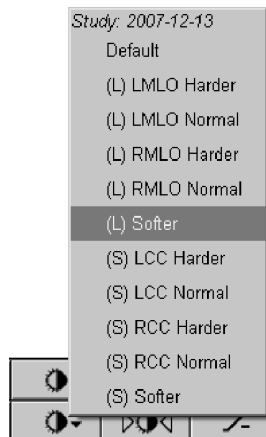 Study: 2007-12-13
Default
(L) LMLO Harder
(L) LMLO Normal
(L) RMLO Harder
(L) RMLO Normal
(L) Softer
(S) LCC Harder
(S) LCC Normal
(S) RCC Harder
(S) RCC Normal
(S) Softer